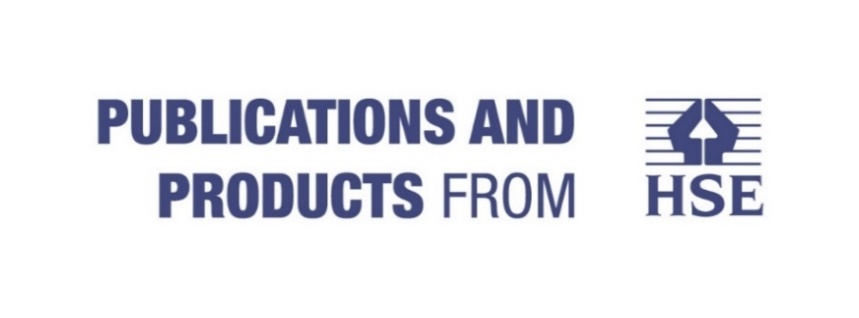 PUBLICATIONS AND
PRODUCTS FROM
HSE